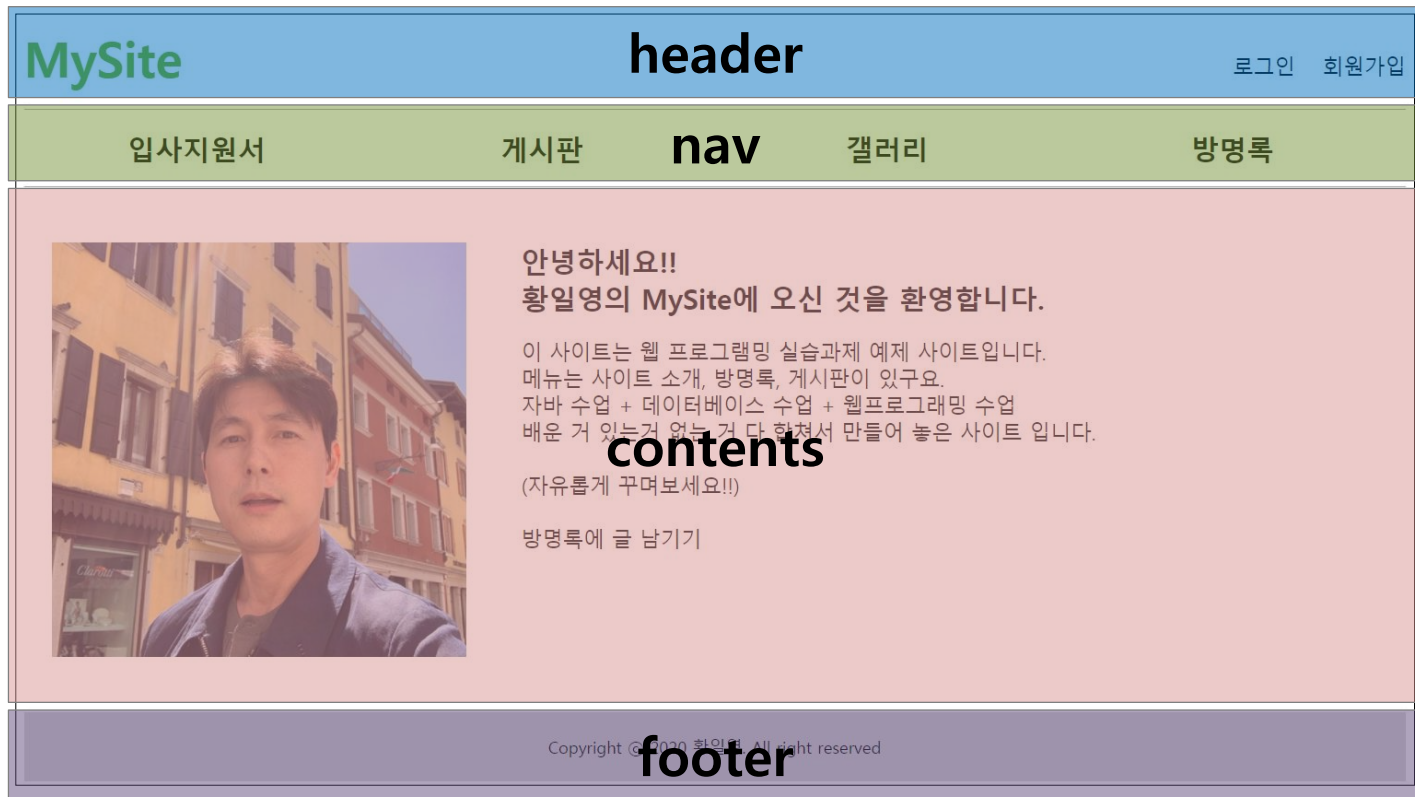 MySite
header
로그인 회원가입
입사지원서 게시판 nav 갤러리 방명록
안녕하세요!!
황일영의 MySite에 오신 것을 환영합니다.
이 사이트는 웹 프로그램밍 실습과제 예제 사이트입니다.
메뉴는 사이트 소개, 방명록, 게시판이 있구요.
자바 수업 + 데이터베이스 수업 + 웹프로그래밍 수업
배운 거 있는거 없는 거 다 합쳐서 만들어 놓은 사이트 입니다.
contents
(자유롭게 꾸며보세요!!)
방명록에 글 남기기
Copyright ⓒ 2020 황일영. All right reserved
footer